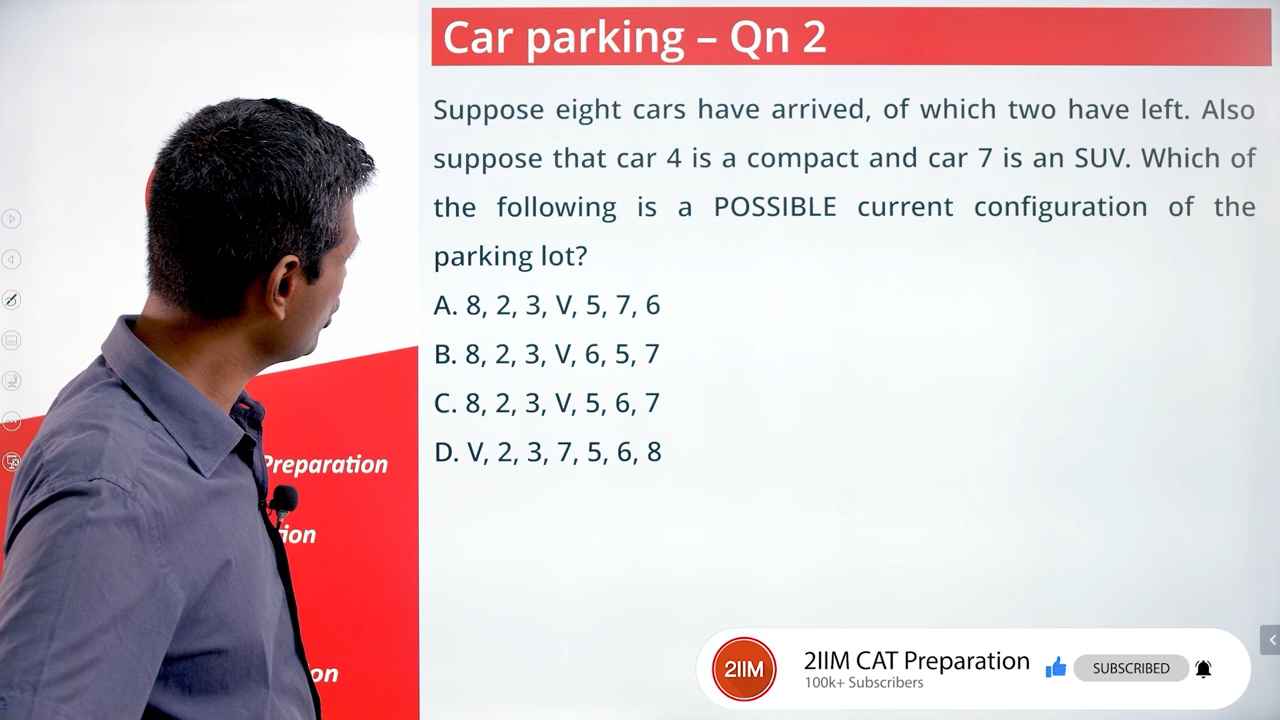 Car parking – Qn 2
Suppose eight cars have arrived, of which two have left. Also
suppose that car 4 is a compact and car 7 is an SUV. Which of
the following is a POSSIBLE current configuration of the
parking lot?
A. 8, 2, 3, V, 5, 7, 6
B. 8, 2, 3, V, 6, 5, 7
C. 8, 2, 3, V, 5, 6, 7
D. V, 2, 3, 7, 5, 6, 8
Preparation
ion
on
2IIM
2IIM CAT Preparation
100k+ Subscribers
SUBSCRIBED